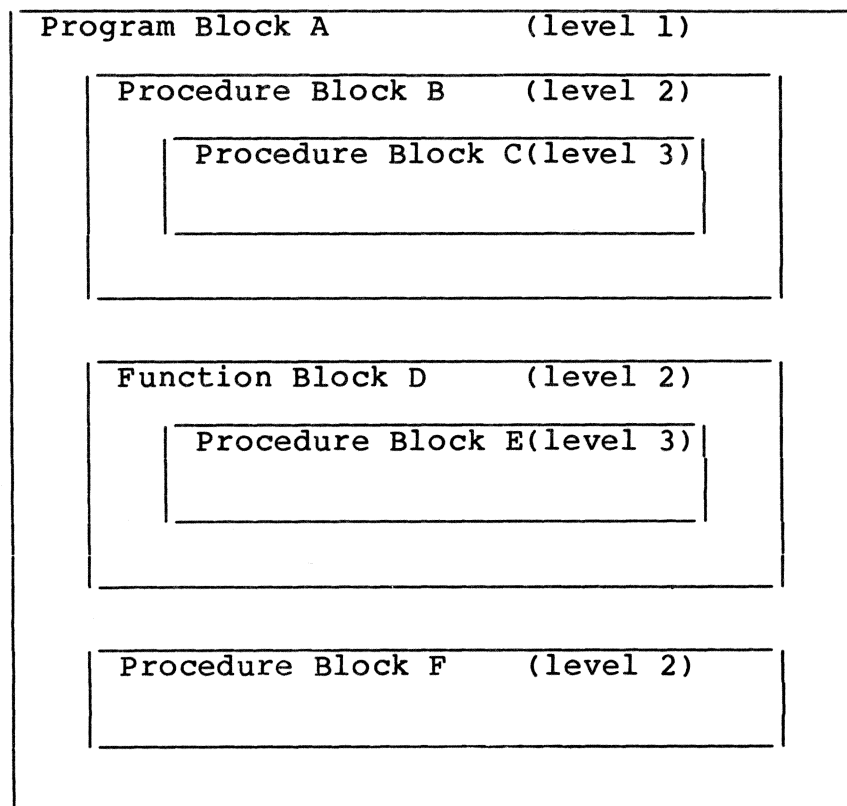 Program Block A (level 1)
Procedure Block B (level 2)
Procedure Block C(level 3)
Function Block D (level 2)
Procedure Block E(level 3)
Procedure Block F (level 2)